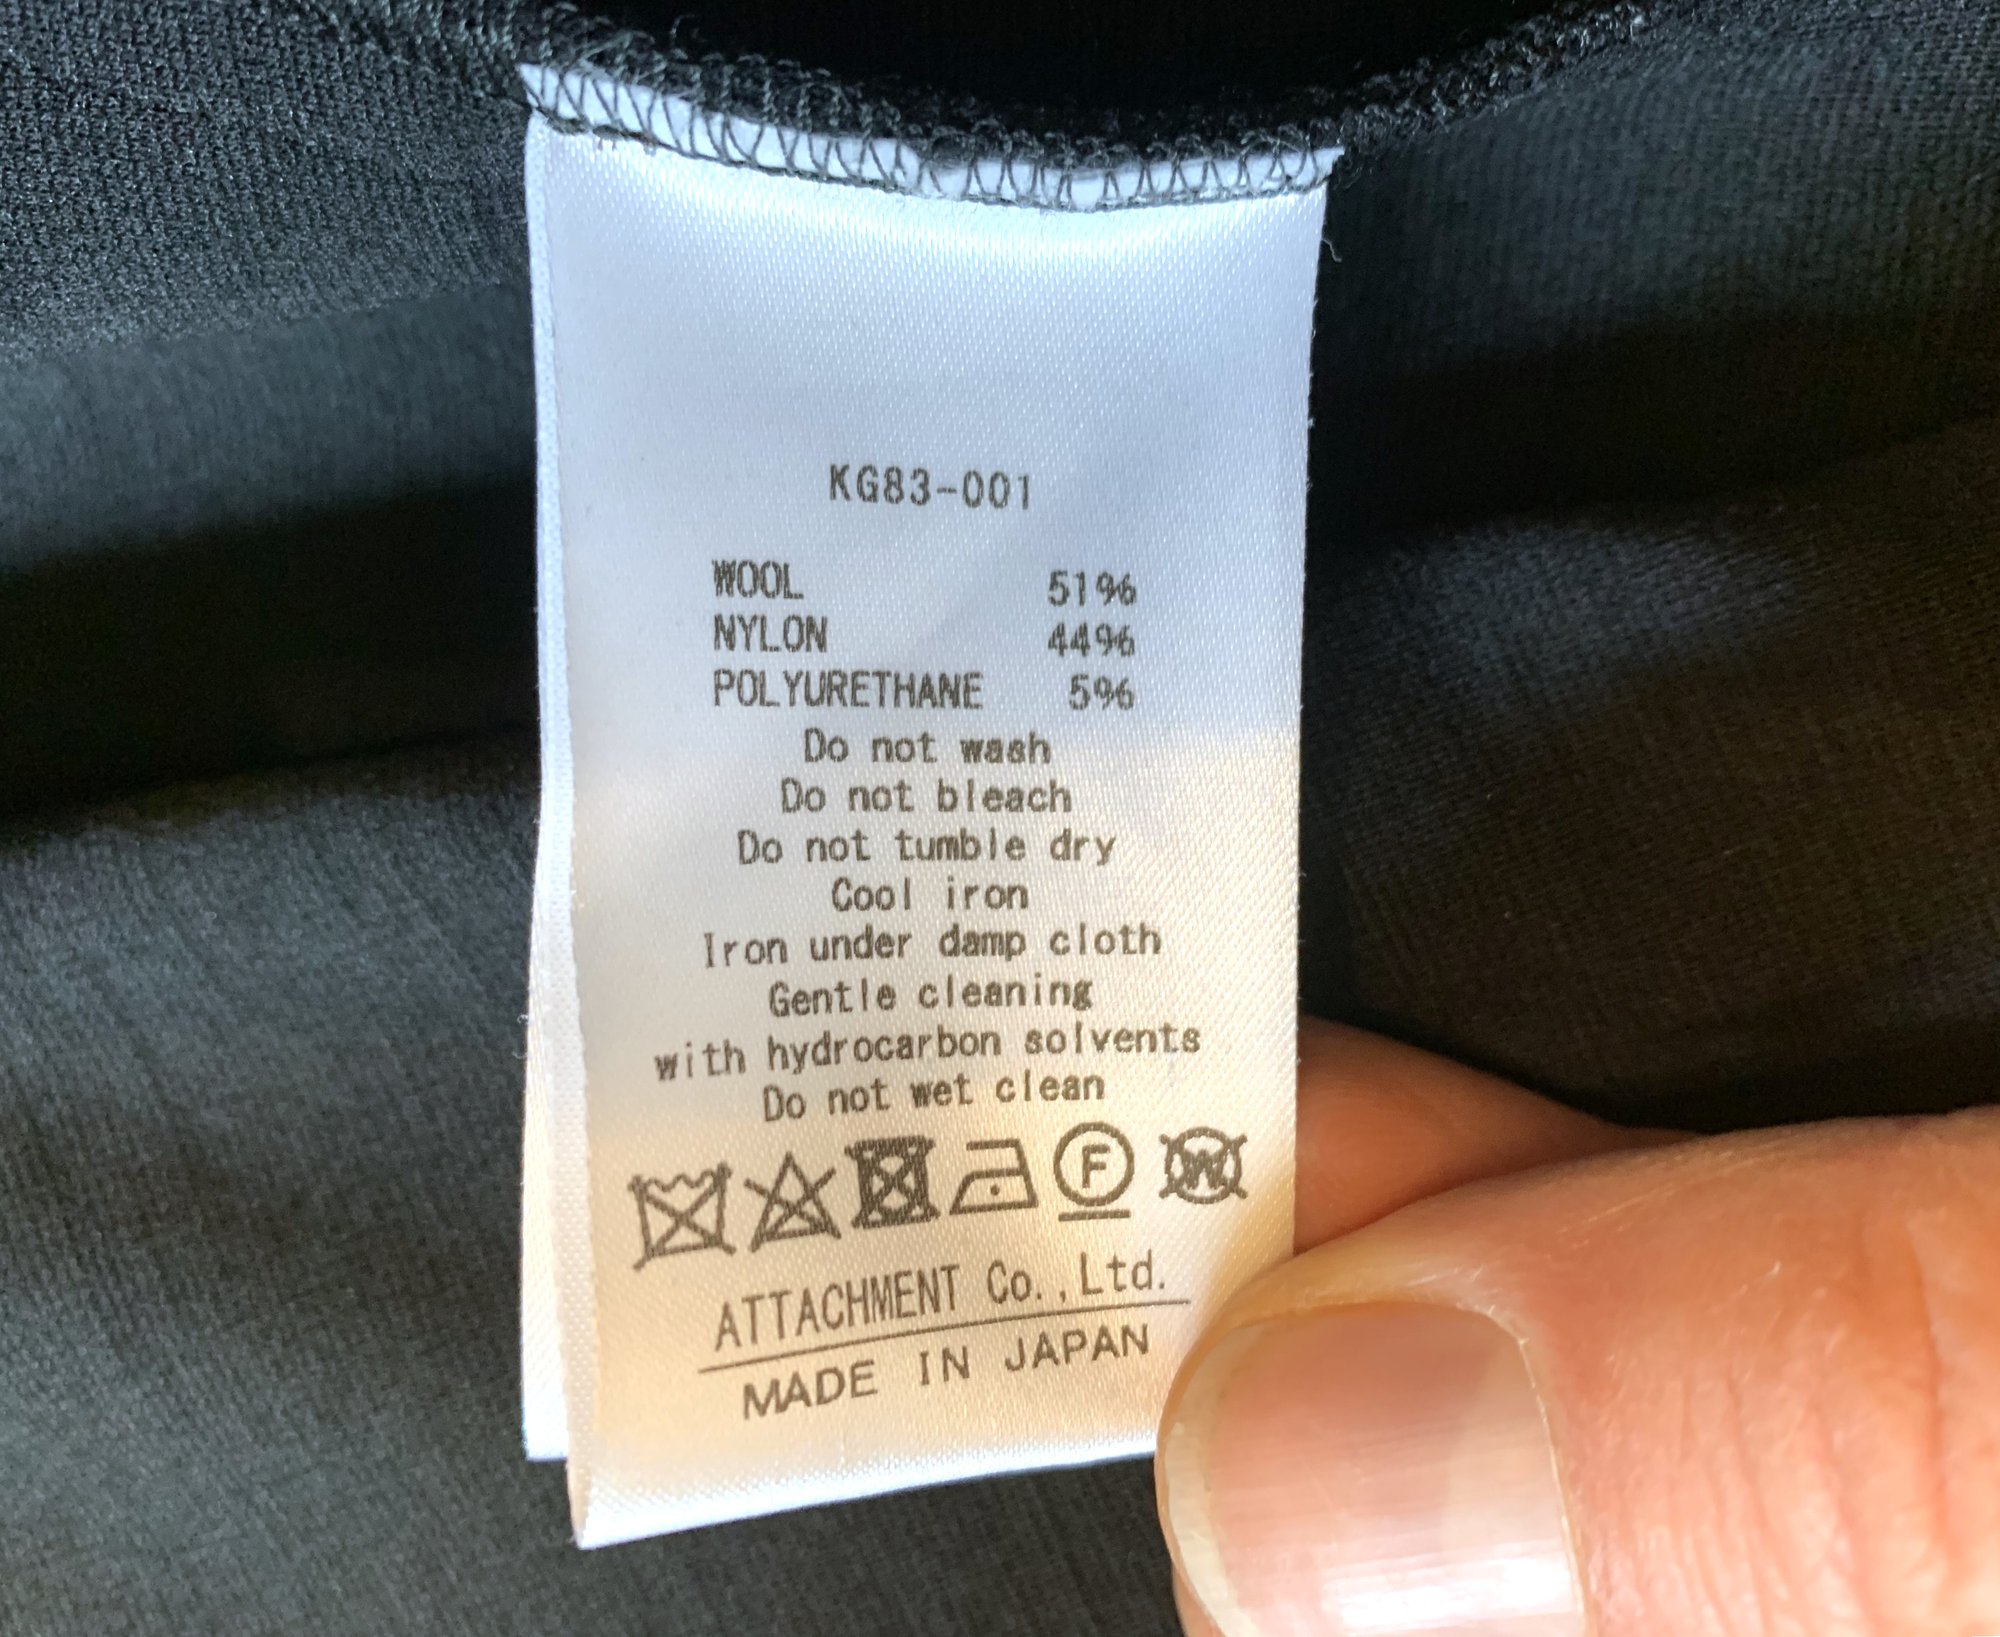 KG83-001
WOOL 51%
NYLON 44%
POLYURETHANE 5%
Do not wash
Do not bleach
Do not tumble dry
Cool iron
Iron under damp cloth
Gentle cleaning
with hydrocarbon solvents
Do not wet clean
F W
ATTACHMENT Co.,Ltd.
MADE IN JAPAN